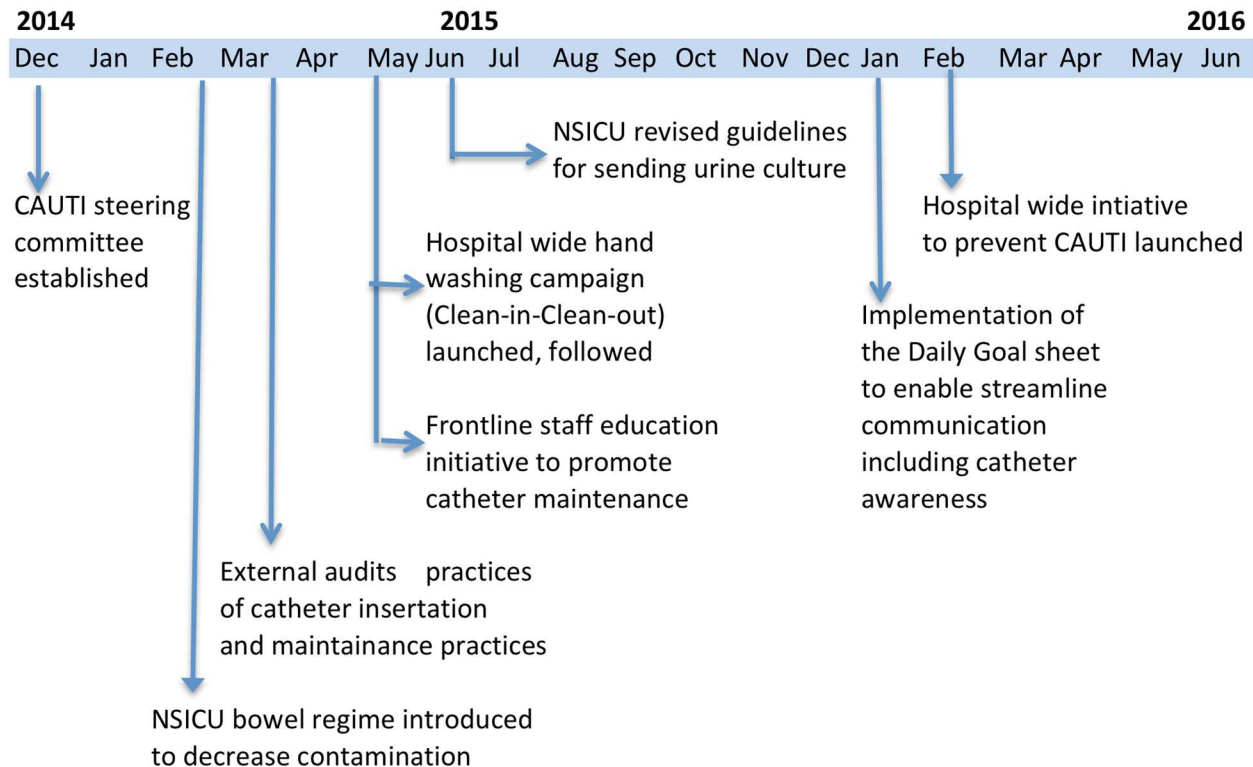 2014 2015 2016
Dec Jan Feb Mar Apr May Jun Jul Aug Sep Oct Nov Dec Jan Feb Mar Apr May Jun
NSICU revised guidelines
for sending urine culture
CAUTI steering
committee
established
Hospital wide intiative
to prevent CAUTI launched
Hospital wide hand
washing campaign
(Clean-in-Clean-out)
launched, followed
Implementation of
the Daily Goal sheet
to enable streamline
communication
including catheter
awareness
Frontline staff education
initiative to promote
catheter maintenance
External audits practices
of catheter insertation
and maintainance practices
NSICU bowel regime introduced
to decrease contamination